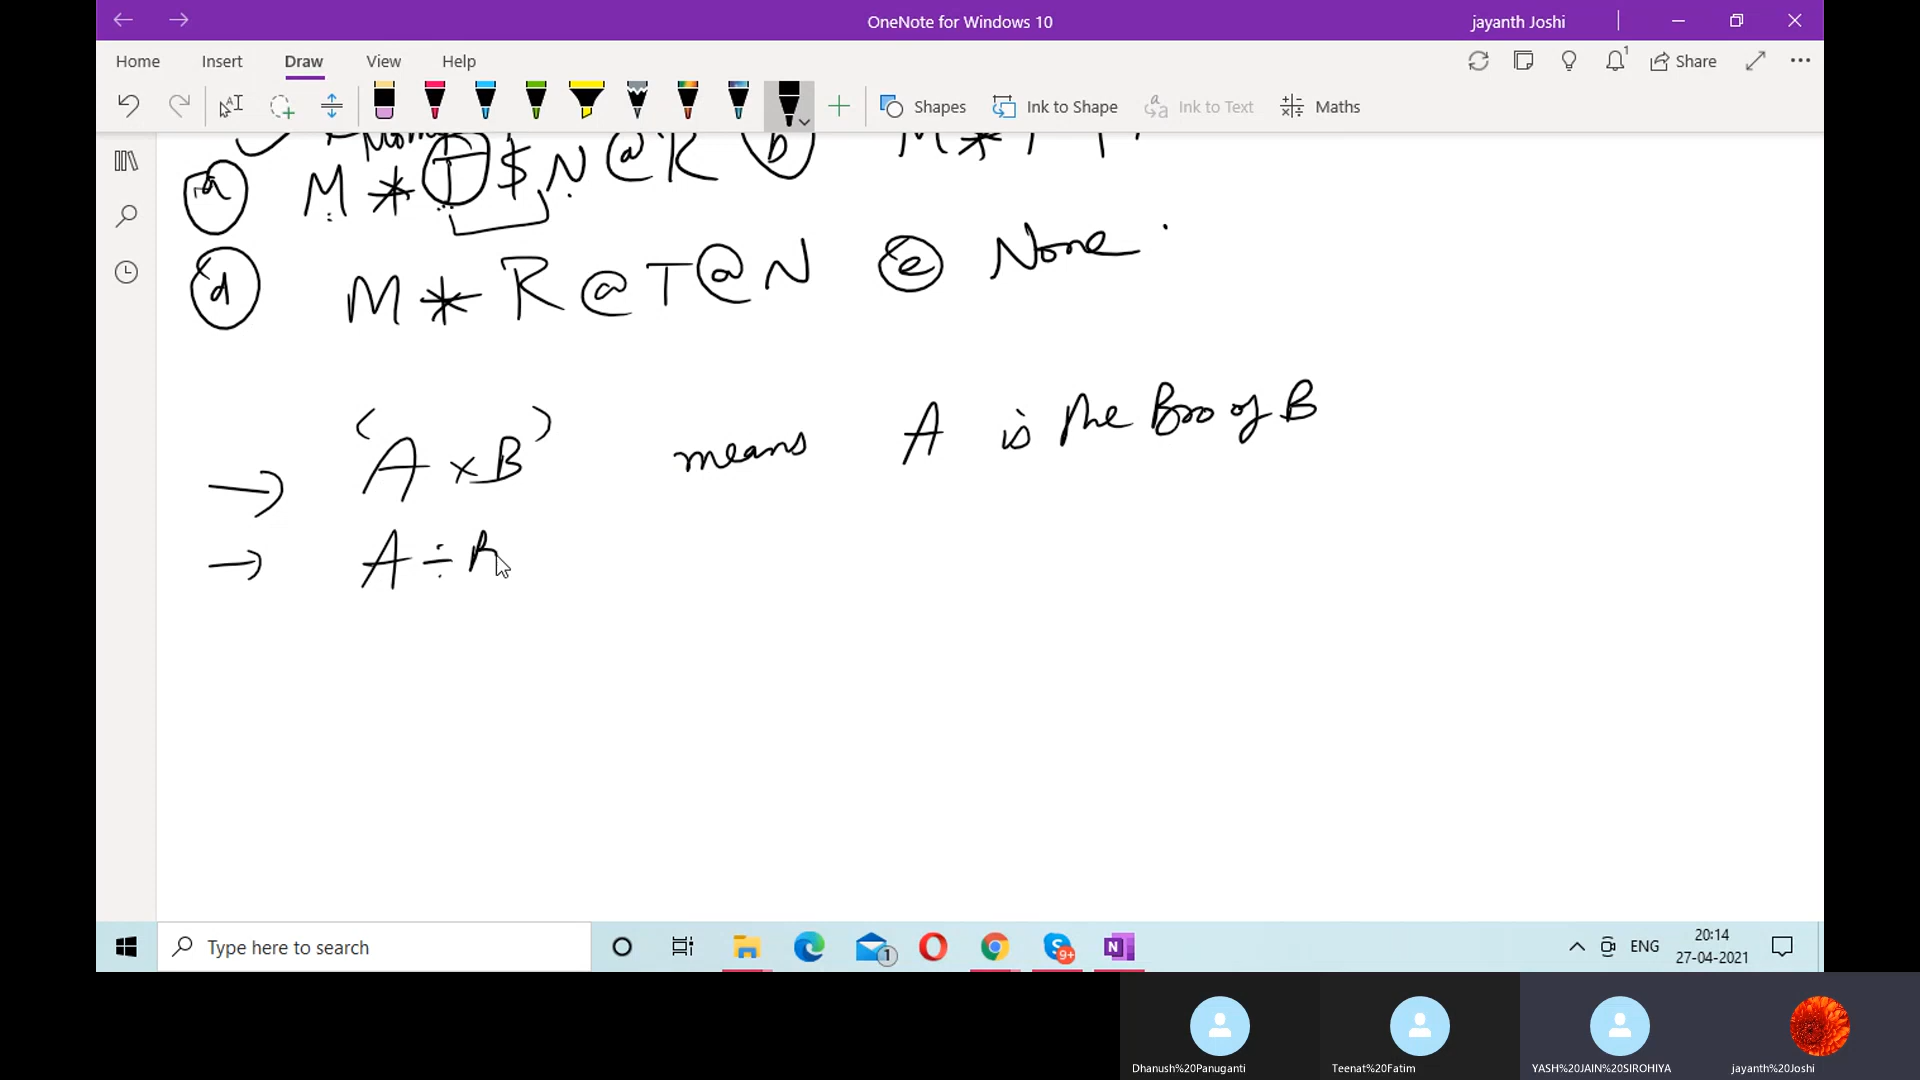 OneNote for Windows 10
jayanth Joshi
Home Insert Draw View Help
Share
Shapes Ink to Shape Ink to Text Maths
a M * T $ N @ R b M *
d M * R @ T @ N e None .
→ 'A × B' means A is the Bro of B
→ A ÷
Type here to search
1
9+
ENG
20:14
27-04-2021
Dhanush%20Panuganti Teenat%20Fatim YASH%20JAIN%20SIROHIYA jayanth%20Joshi